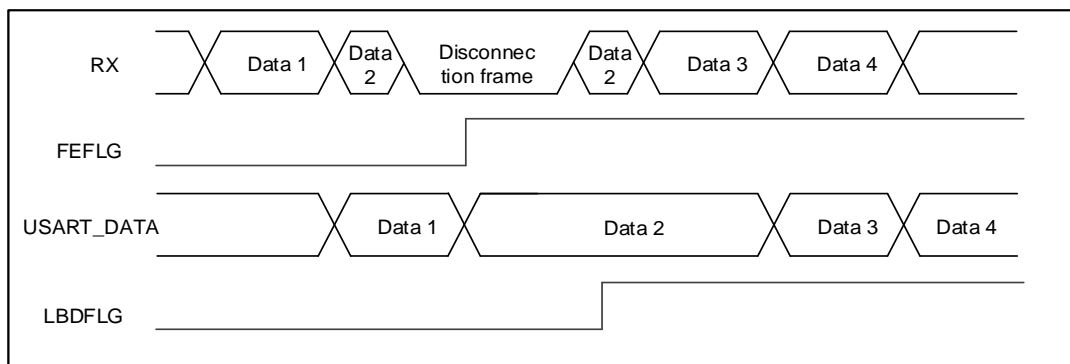 RX
Data 1
Data
2
Disconnec
tion frame
Data
2
Data 3
Data 4
FEFLG
USART_DATA
Data 1
Data 2
Data 3
Data 4
LBDFLG